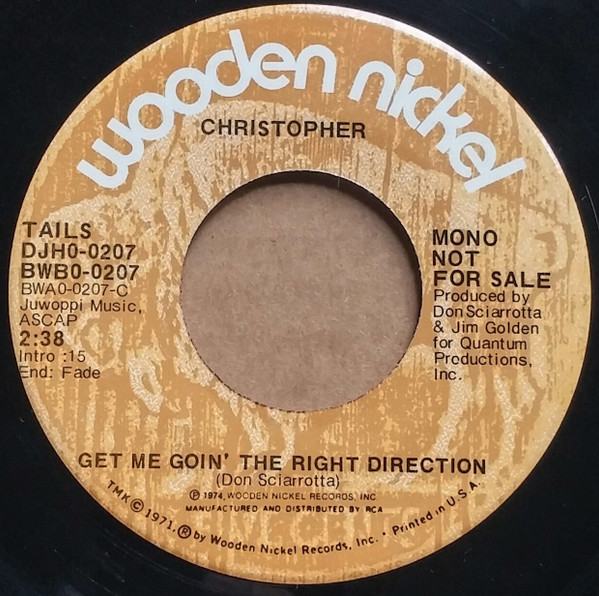 wooden nickel
CHRISTOPHER
TAILS
DJH0-0207
BWB0-0207
BWA0-0207-C
Juwoppi Music,
ASCAP
2:38
Intro :15
End: Fade
MONO
NOT
FOR SALE
Produced by
Don Sciarrotta
& Jim Golden
for Quantum
Productions,
Inc.
GET ME GOIN' THE RIGHT DIRECTION
(Don Sciarrotta)
℗ 1974, WOODEN NICKEL RECORDS, INC
MANUFACTURED AND DISTRIBUTED BY RCA
TMK © 1971, ® by Wooden Nickel Records, Inc. • Printed in U.S.A.